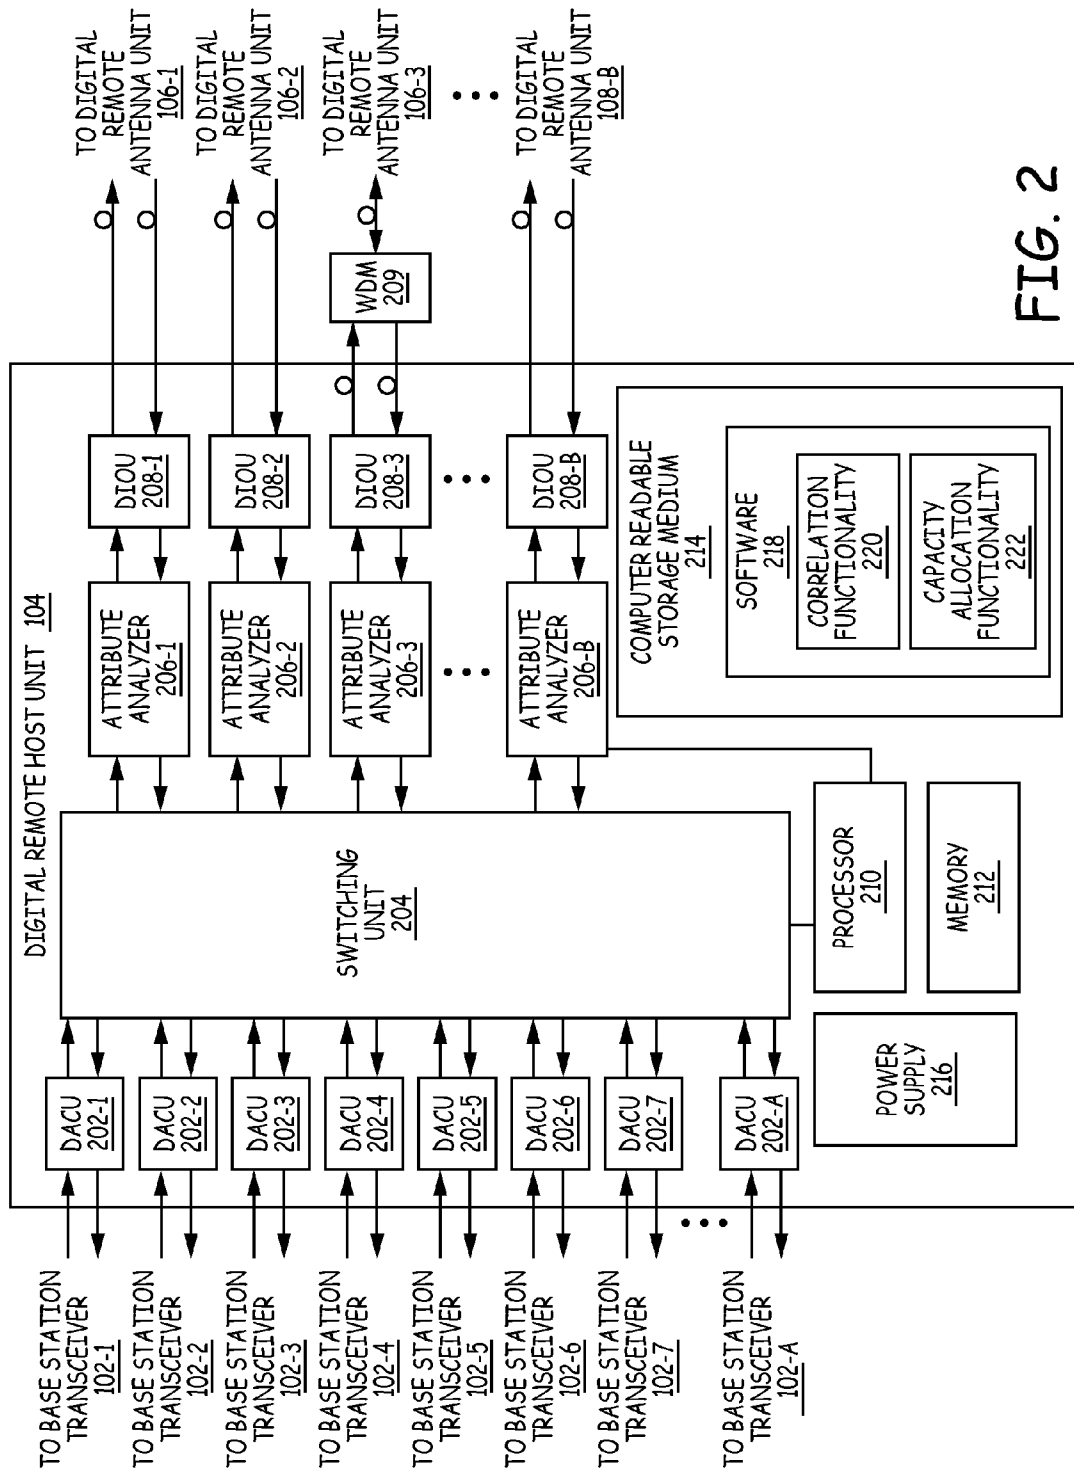 DIGITAL REMOTE HOST UNIT 104
TO BASE STATION
TRANSCEIVER
102-1
TO BASE STATION
TRANSCEIVER
102-2
TO BASE STATION
TRANSCEIVER
102-3
TO BASE STATION
TRANSCEIVER
102-4
TO BASE STATION
TRANSCEIVER
102-5
TO BASE STATION
TRANSCEIVER
102-6
TO BASE STATION
TRANSCEIVER
102-7
TO BASE STATION
TRANSCEIVER
102-A
DACU
202-1
DACU
202-2
DACU
202-3
DACU
202-4
DACU
202-5
DACU
202-6
DACU
202-7
DACU
202-A
SWITCHING
UNIT
204
ATTRIBUTE
ANALYZER
206-1
ATTRIBUTE
ANALYZER
206-2
ATTRIBUTE
ANALYZER
206-3
ATTRIBUTE
ANALYZER
206-B
DIOU
208-1
DIOU
208-2
DIOU
208-3
DIOU
208-B
WDM
209
TO DIGITAL
REMOTE
ANTENNA UNIT
106-1
TO DIGITAL
REMOTE
ANTENNA UNIT
106-2
TO DIGITAL
REMOTE
ANTENNA UNIT
106-3
TO DIGITAL
REMOTE
ANTENNA UNIT
108-B
POWER
SUPPLY
216
PROCESSOR
210
MEMORY
212
COMPUTER READABLE
STORAGE MEDIUM
214
SOFTWARE
218
CORRELATION
FUNCTIONALITY
220
CAPACITY
ALLOCATION
FUNCTIONALITY
222
FIG. 2